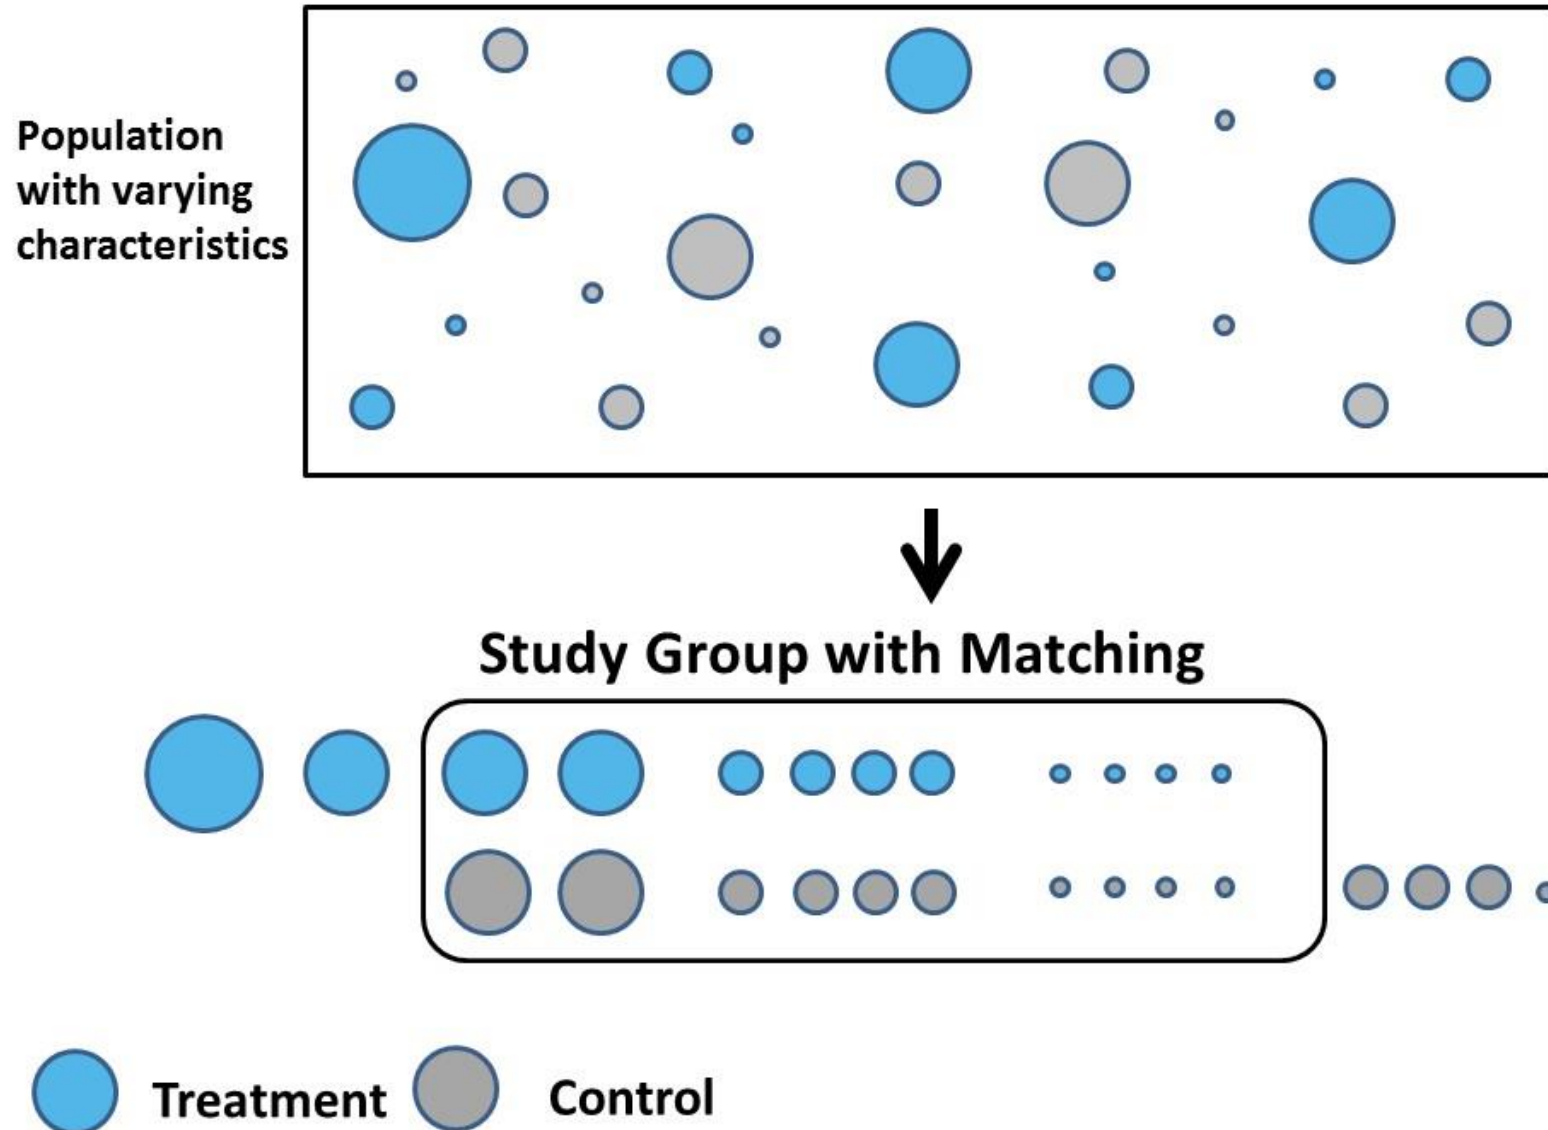 Population
with varying
characteristics
Study Group with Matching
Treatment
Control